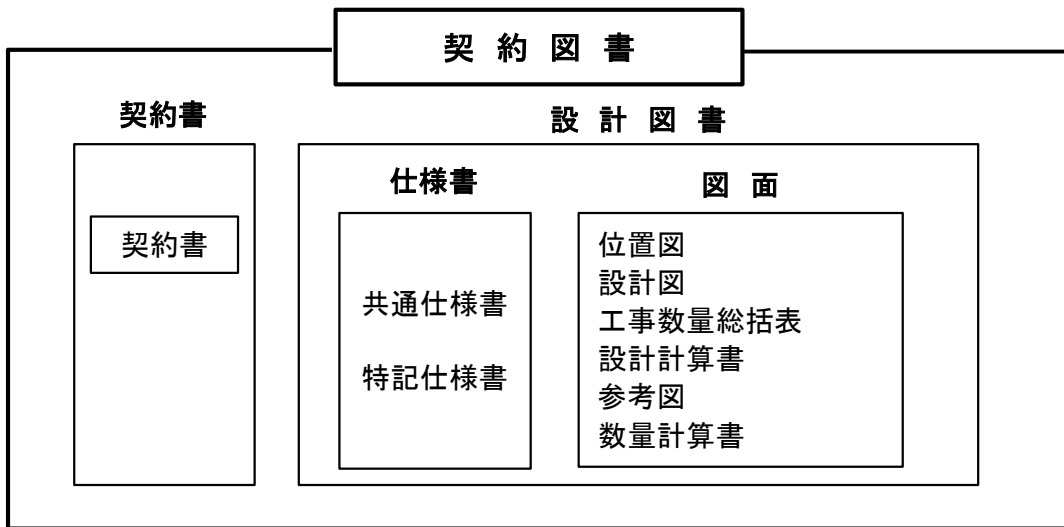 契 約 図 書
契約書
設 計 図 書
契約書
仕様書
共通仕様書
特記仕様書
図 面
位置図
設計図
工事数量総括表
設計計算書
参考図
数量計算書